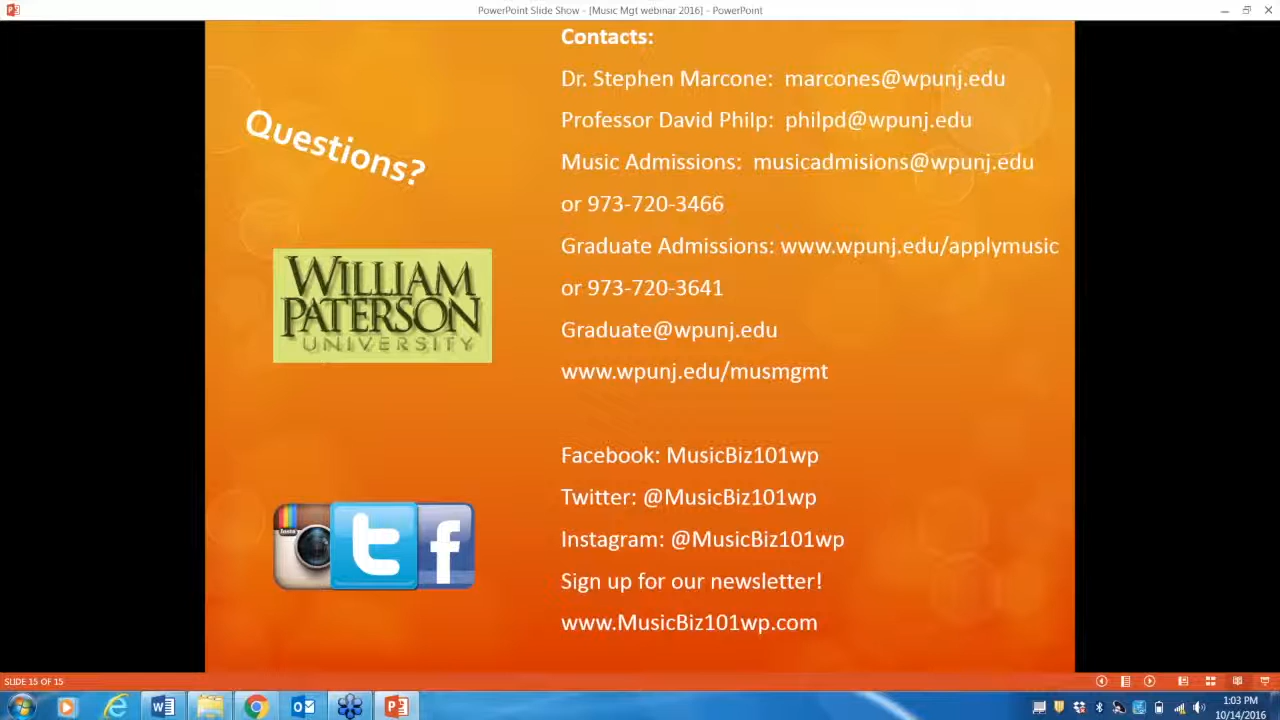 PowerPoint Slide Show - [Music Mgt webinar 2016] - PowerPoint
Contacts:
Dr. Stephen Marcone: marcones@wpunj.edu
Professor David Philp: philpd@wpunj.edu
Music Admissions: musicadmisions@wpunj.edu
or 973-720-3466
Graduate Admissions: www.wpunj.edu/applymusic
or 973-720-3641
Graduate@wpunj.edu
www.wpunj.edu/musmgmt
Facebook: MusicBiz101wp
Twitter: @MusicBiz101wp
Instagram: @MusicBiz101wp
Sign up for our newsletter!
www.MusicBiz101wp.com
Questions?
WILLIAM
PATERSON
UNIVERSITY
Insta
SLIDE 15 OF 15
1:03 PM
10/14/2016